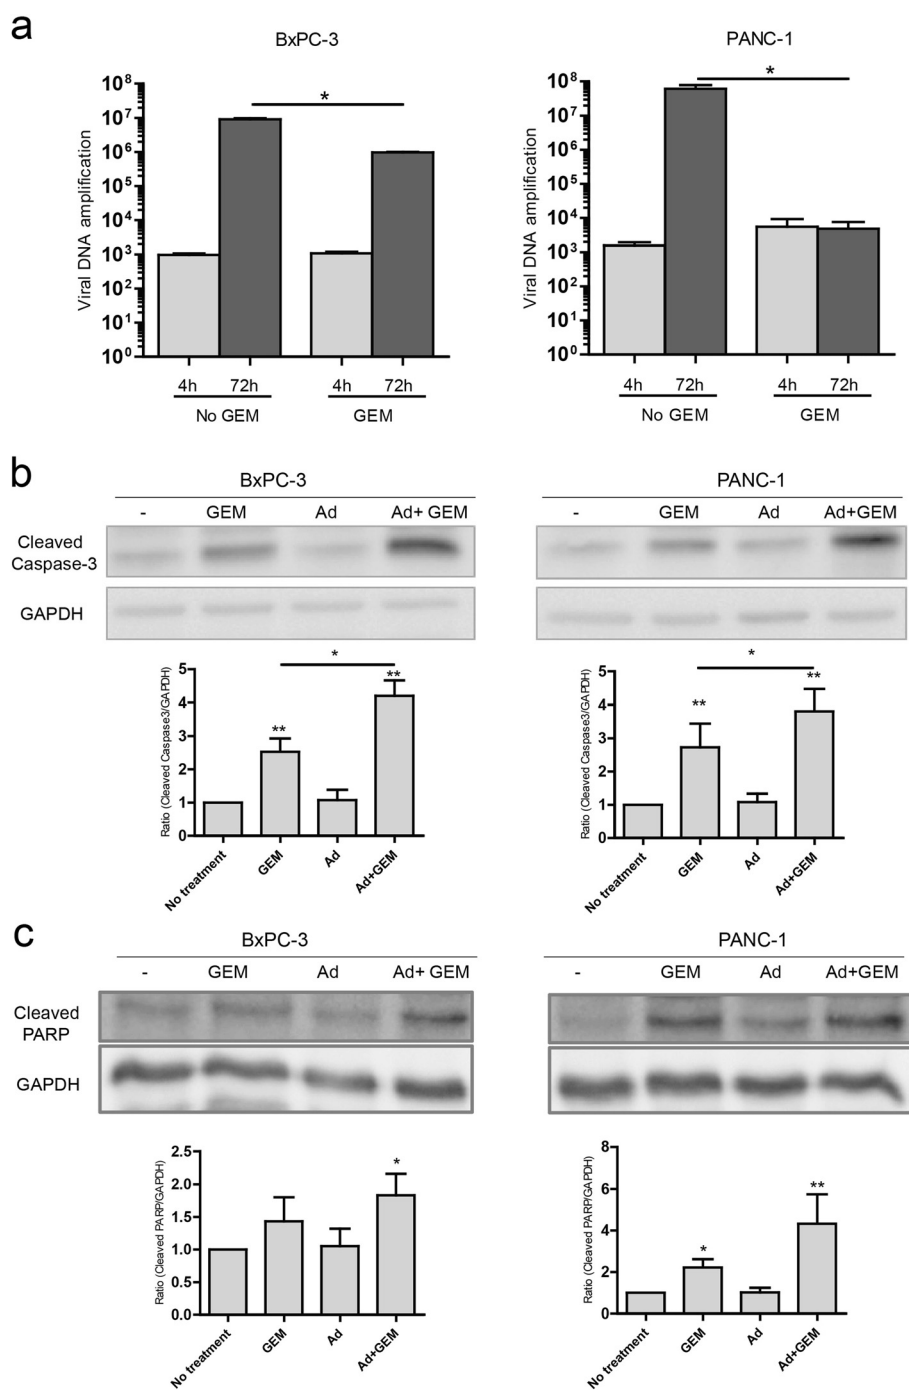 a
BxPC-3
PANC-1
Viral DNA amplification
10⁸
10⁷
10⁶
10⁵
10⁴
10³
10²
10¹
10⁰
*
4h 72h 4h 72h
No GEM GEM
Viral DNA amplification
10⁸
10⁷
10⁶
10⁵
10⁴
10³
10²
10¹
10⁰
*
4h 72h 4h 72h
No GEM GEM
b
BxPC-3
PANC-1
- GEM Ad Ad+ GEM
- GEM Ad Ad+GEM
Cleaved
Caspase-3
GAPDH
Ratio (Cleaved Caspase3/GAPDH)
5
4
3
2
1
0
*
** **
No treatment GEM Ad Ad+GEM
Ratio (Cleaved Caspase3/GAPDH)
5
4
3
2
1
0
*
** **
No treatment GEM Ad Ad+GEM
c
BxPC-3
PANC-1
- GEM Ad Ad+ GEM
- GEM Ad Ad+GEM
Cleaved
PARP
GAPDH
Ratio (Cleaved PARP/GAPDH)
2.5
2.0
1.5
1.0
0.5
0.0
*
No treatment GEM Ad Ad+GEM
Ratio (Cleaved PARP/GAPDH)
8
6
4
2
0
* **
No treatment GEM Ad Ad+GEM